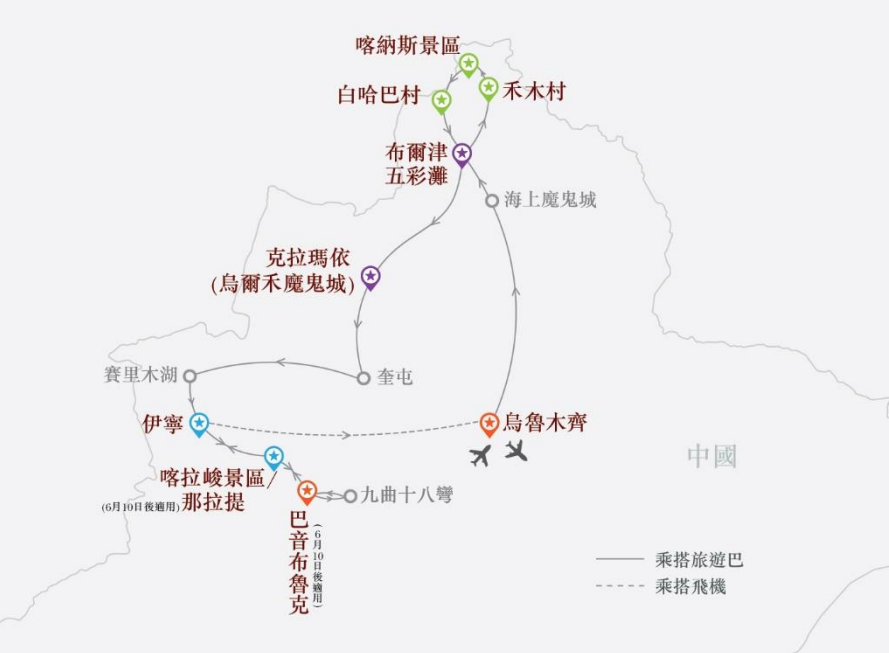 喀納斯景區
白哈巴村
禾木村
布爾津
五彩灘
海上魔鬼城
克拉瑪依
(烏爾禾魔鬼城)
賽里木湖
奎屯
伊寧
烏魯木齊
中國
喀拉峻景區/
(6月10日後適用)那拉提
九曲十八彎
巴音布魯克
(6月10日後適用)
乘搭旅遊巴
乘搭飛機